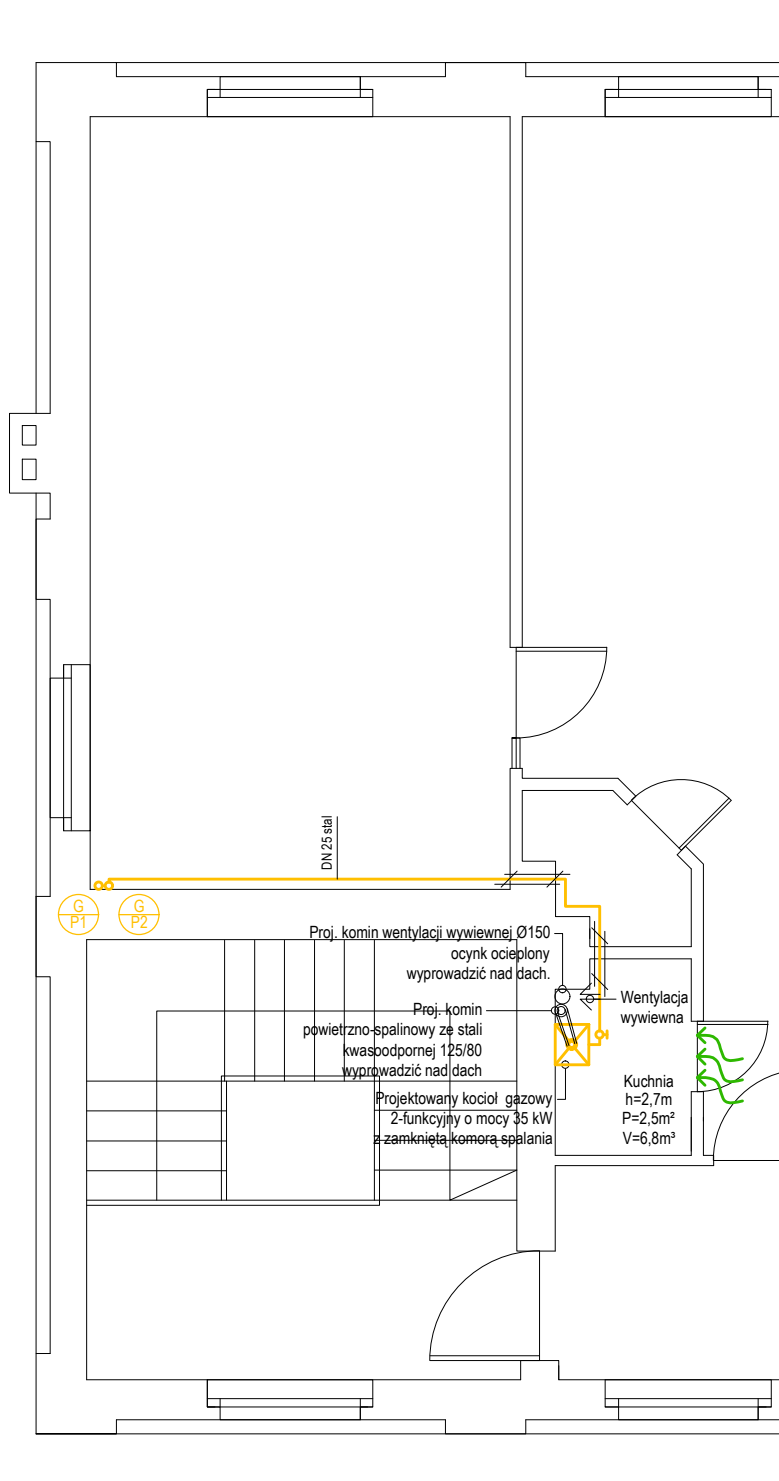 DN 25 stal
G
P1
G
P2
Proj. komin wentylacji wywiewnej Ø150
ocynk ocieplony
wyprowadzić nad dach.
Proj. komin
powietrzno-spalinowy ze stali
kwasoodpornej 125/80
wyprowadzić nad dach
Projektowany kocioł gazowy
2-funkcyjny o mocy 35 kW
z zamkniętą komorą spalania
Wentylacja
wywiewna
Kuchnia
h=2,7m
P=2,5m²
V=6,8m³